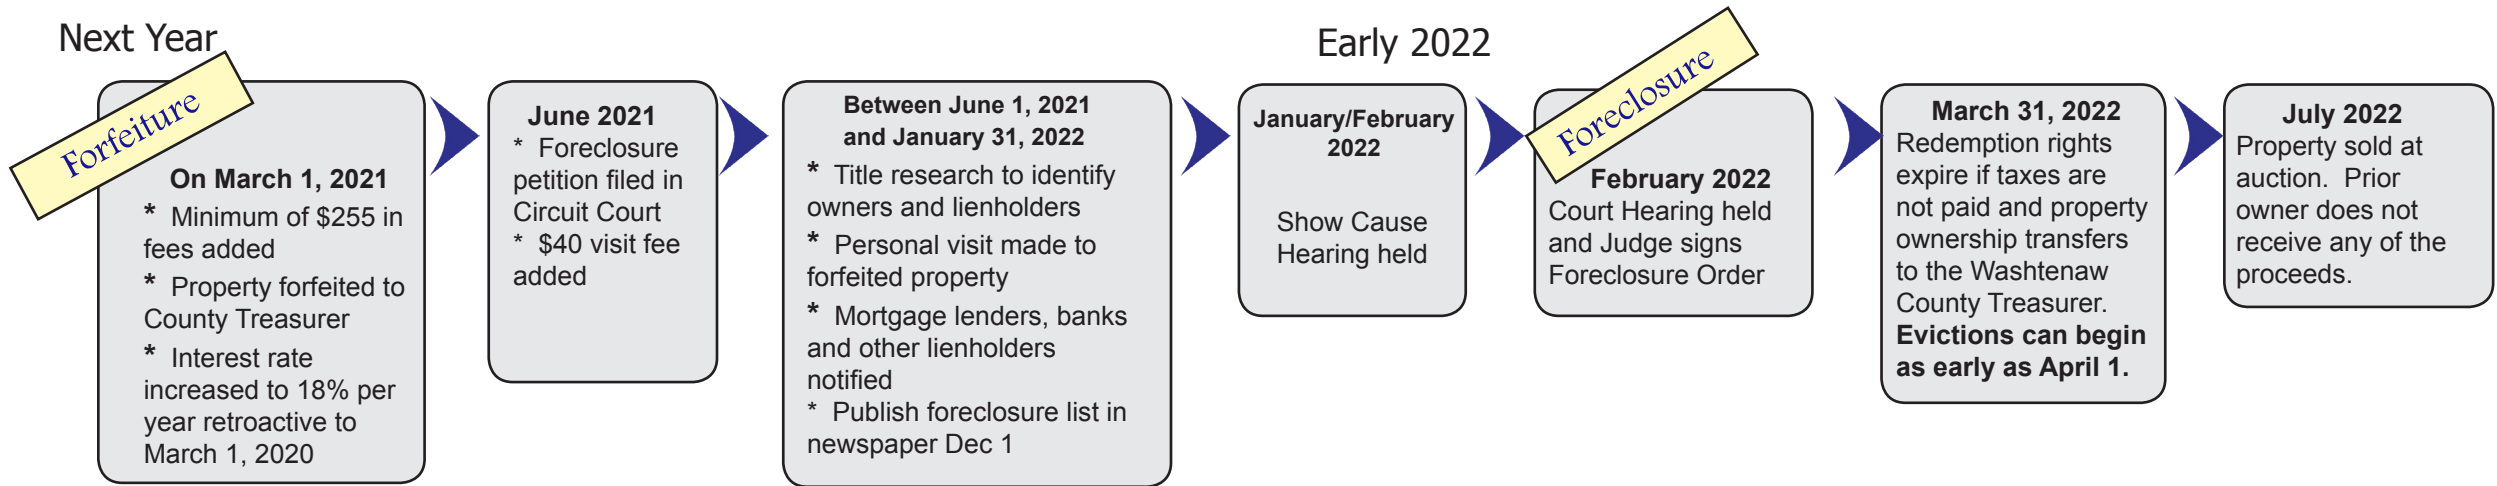 Next Year
Forfeiture
On March 1, 2021
* Minimum of $255 in
fees added
* Property forfeited to
County Treasurer
* Interest rate
increased to 18% per
year retroactive to
March 1, 2020
June 2021
* Foreclosure
petition filed in
Circuit Court
* $40 visit fee
added
Between June 1, 2021
and January 31, 2022
* Title research to identify
owners and lienholders
* Personal visit made to
forfeited property
* Mortgage lenders, banks
and other lienholders
notified
* Publish foreclosure list in
newspaper Dec 1
Early 2022
January/February
2022
Show Cause
Hearing held
Foreclosure
February 2022
Court Hearing held
and Judge signs
Foreclosure Order
March 31, 2022
Redemption rights
expire if taxes are
not paid and property
ownership transfers
to the Washtenaw
County Treasurer.
Evictions can begin
as early as April 1.
July 2022
Property sold at
auction. Prior
owner does not
receive any of the
proceeds.